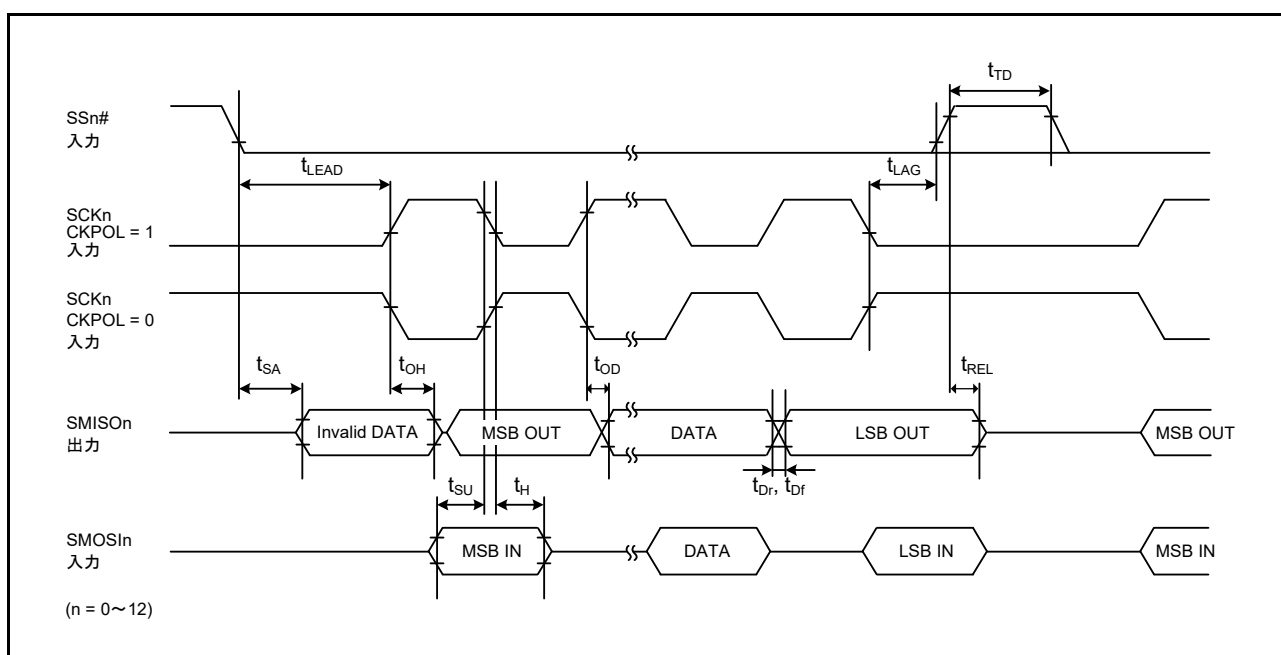 tTD
SSn#
入力
tLEAD
tLAG
SCKn
CKPOL = 1
入力
SCKn
CKPOL = 0
入力
tSA
tOH
tOD
tREL
SMISOn
出力
Invalid DATA
MSB OUT
DATA
LSB OUT
MSB OUT
tSU
tH
tDr, tDf
SMOSIn
入力
MSB IN
DATA
LSB IN
MSB IN
(n = 0～12)